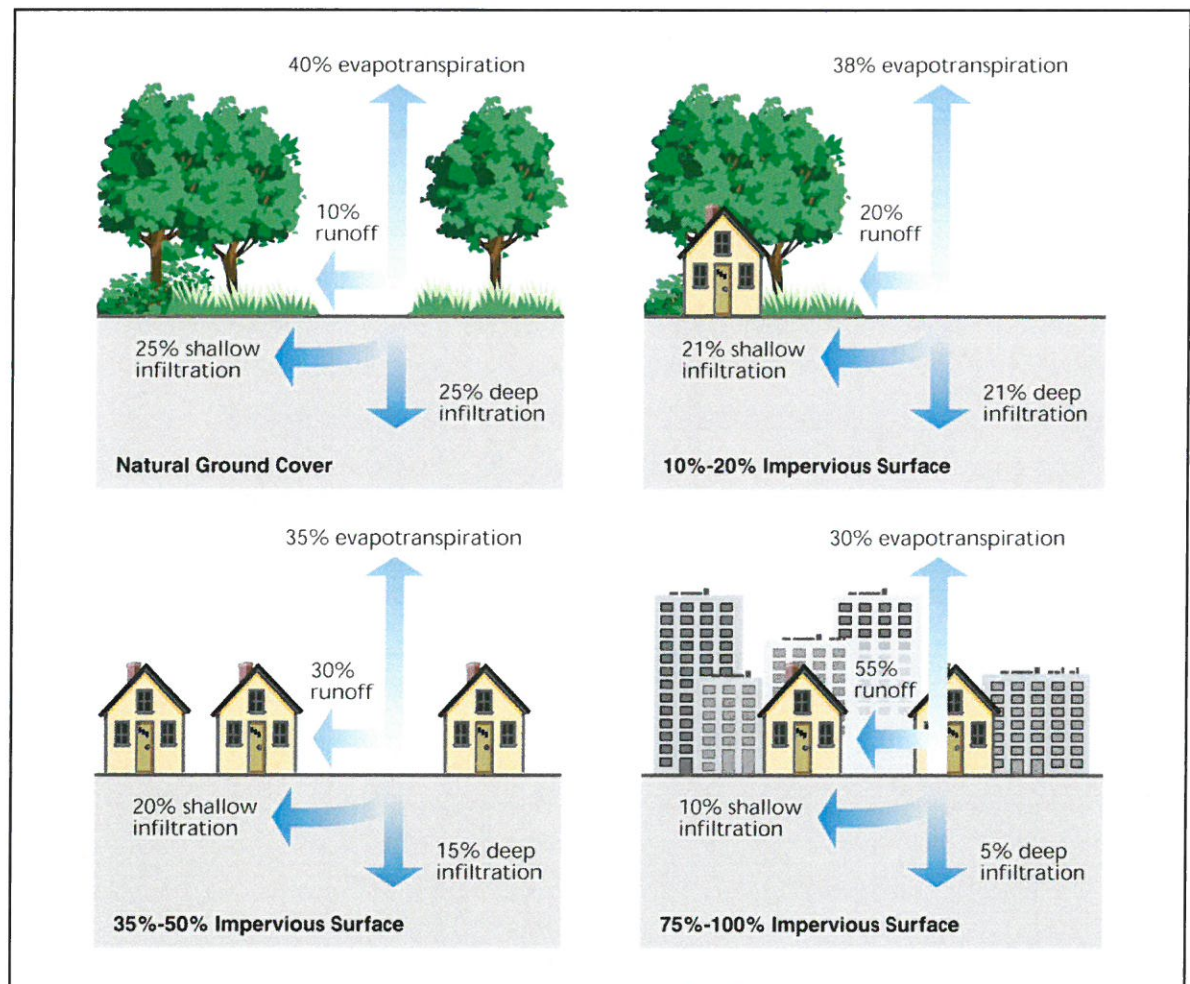 40% evapotranspiration
10%
runoff
25% shallow
infiltration
25% deep
infiltration
Natural Ground Cover
38% evapotranspiration
20%
runoff
21% shallow
infiltration
21% deep
infiltration
10%-20% Impervious Surface
35% evapotranspiration
30%
runoff
20% shallow
infiltration
15% deep
infiltration
35%-50% Impervious Surface
30% evapotranspiration
55%
runoff
10% shallow
infiltration
5% deep
infiltration
75%-100% Impervious Surface